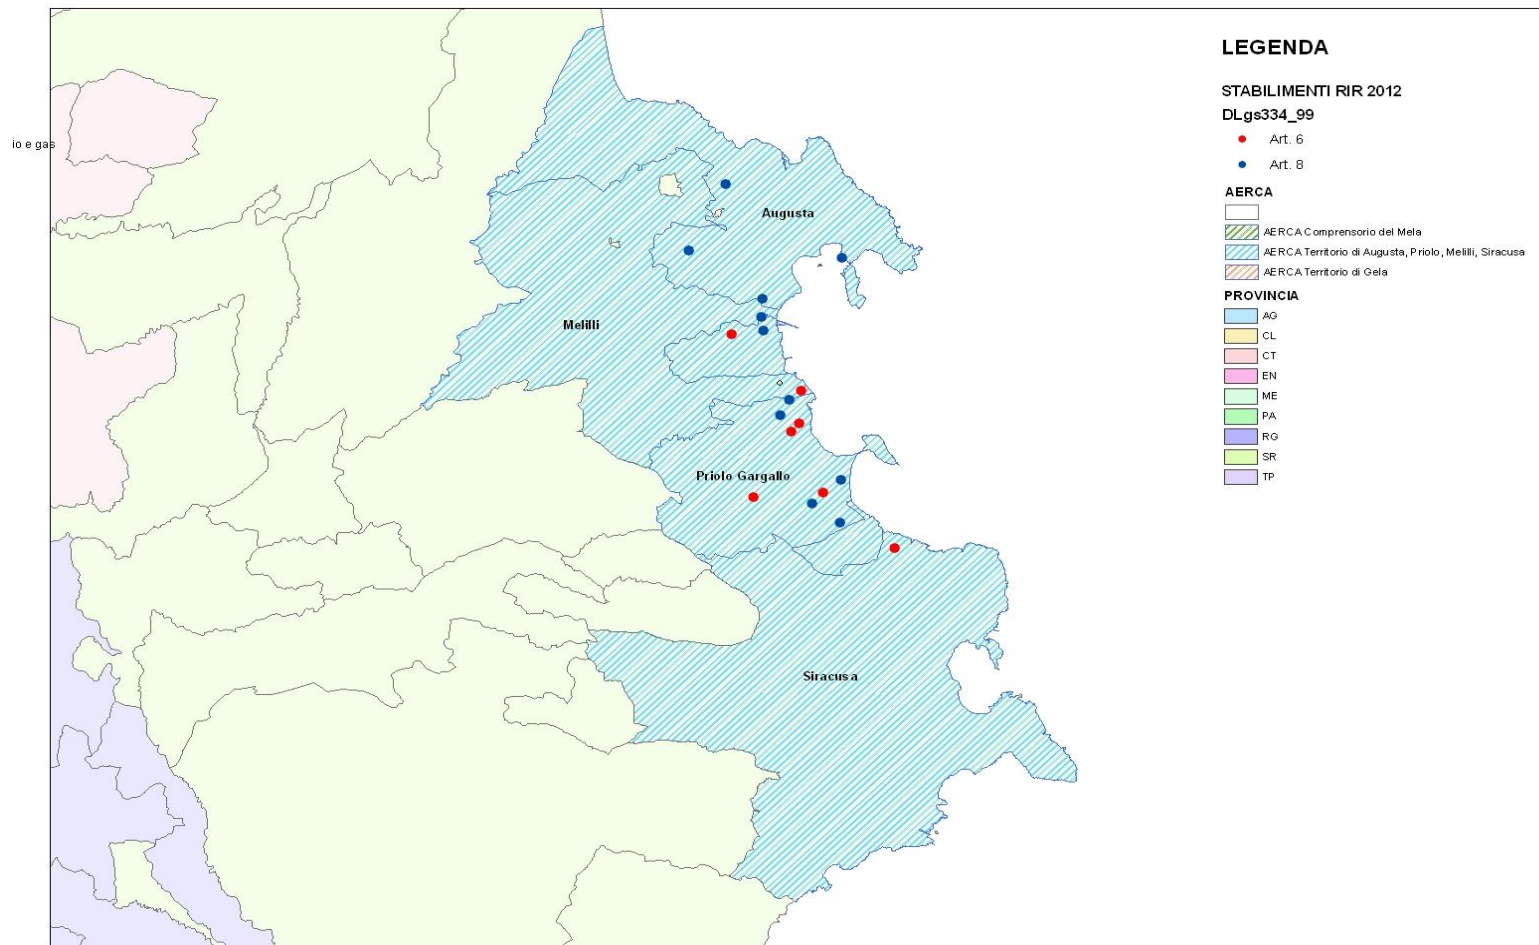 LEGENDA
STABILIMENTI RIR 2012
DLgs334_99
Art. 6
Art. 8
AERCA
AERCA Comprensorio del Mela
AERCA Territorio di Augusta, Priolo, Melilli, Siracusa
AERCA Territorio di Gela
PROVINCIA
AG
CL
CT
EN
ME
PA
RG
SR
TP
io e gas
Augusta
Melilli
Priolo Gargallo
Siracusa